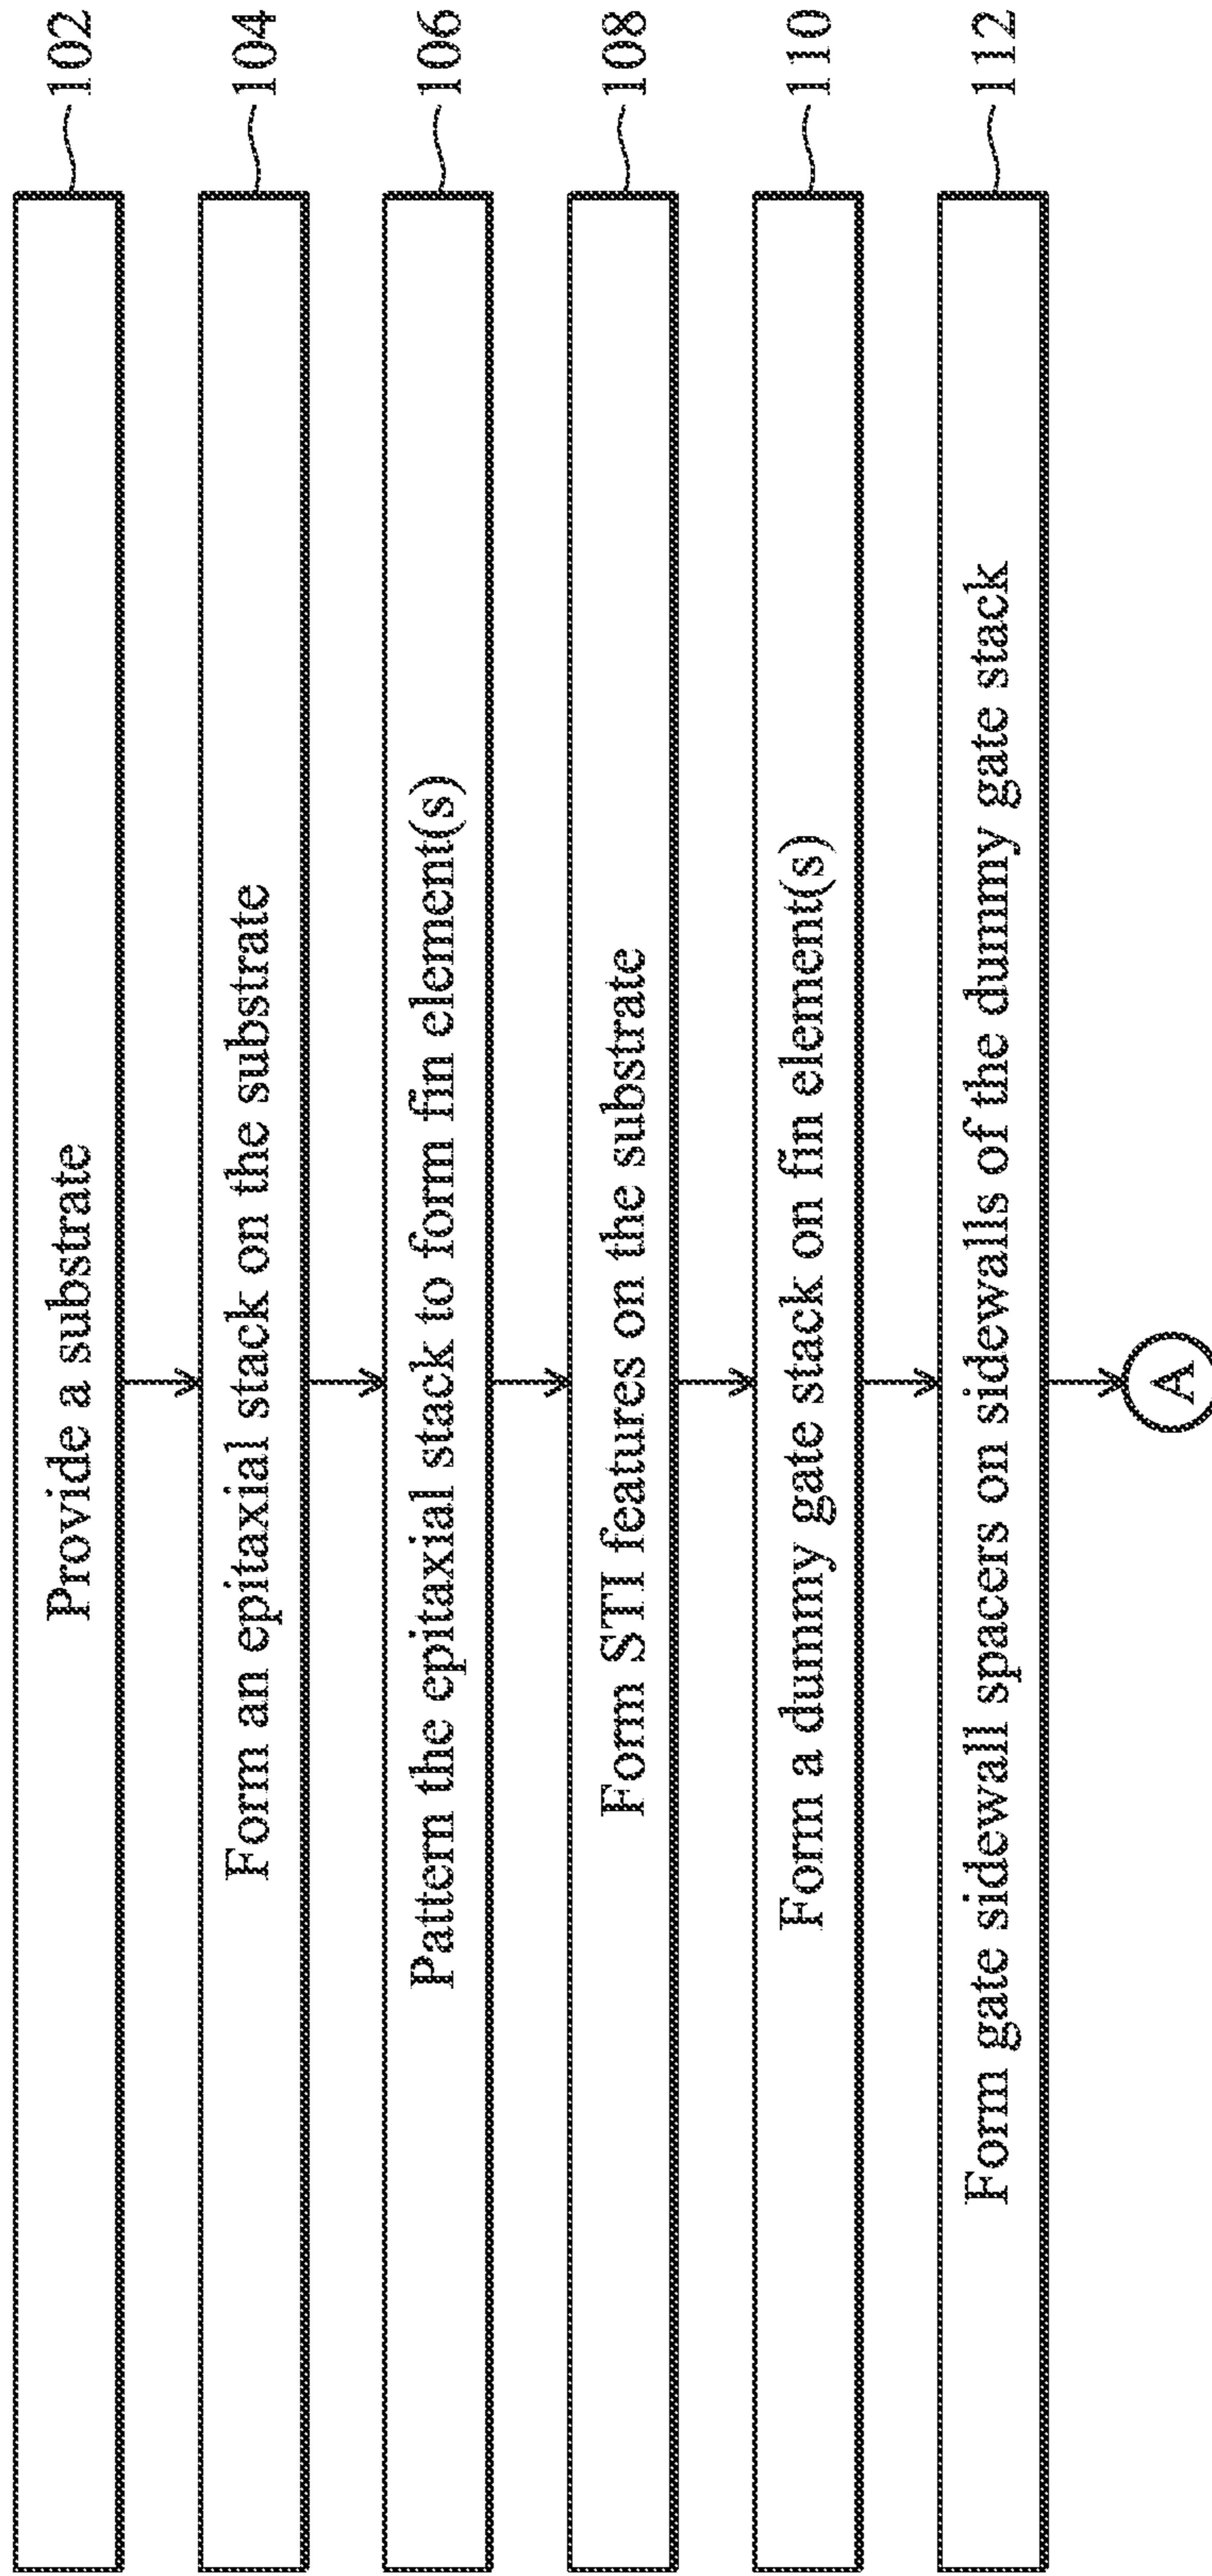 Provide a substrate 102
Form an epitaxial stack on the substrate 104
Pattern the epitaxial stack to form fin element(s) 106
Form STI features on the substrate 108
Form a dummy gate stack on fin element(s) 110
Form gate sidewall spacers on sidewalls of the dummy gate stack 112
A